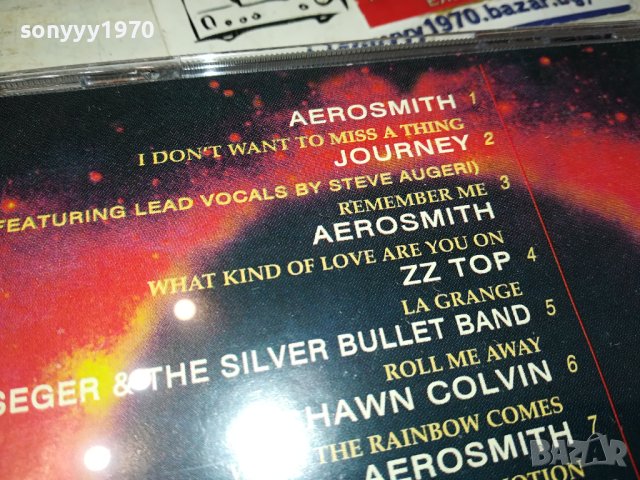 sonyyy1970
AEROSMITH 1
I DON'T WANT TO MISS A THING
JOURNEY 2
FEATURING LEAD VOCALS BY STEVE AUGERI)
REMEMBER ME
AEROSMITH 3
WHAT KIND OF LOVE ARE YOU ON
ZZ TOP 4
LA GRANGE
SEGER & THE SILVER BULLET BAND 5
ROLL ME AWAY
HAWN COLVIN 6
THE RAINBOW COMES
AEROSMITH 7
OTION
BAZAR